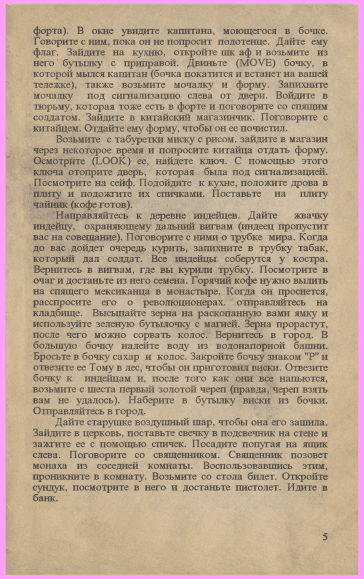 форта). В окне увидите капитана, моющегося в бочке.
Говорите с ним, пока он не попросит полотенце. Дайте ему
флаг. Зайдите на кухню, откройте шк аф и возьмите из
него бутылку с приправой. Двиньте (MOVE) бочку, в
которой мылся капитан (бочка покатится и встанет на вашей
тележке), также возьмите мочалку и форму. Запихните
мочалку под сигнализацию слева от двери. Войдите в
тюрьму, которая тоже есть в форте и поговорите со спящим
солдатом. Зайдите в китайский магазинчик. Поговорите с
китайцем. Отдайте ему форму, чтобы он ее почистил.
Возьмите с табуретки миску с рисом. зайдите в магазин
через некоторое время и попросите китайца отдать форму.
Осмотрите (LOOK) ее, найдете ключ. С помощью этого
ключа отоприте дверь, которая была под сигнализацией.
Посмотрите на сейф. Подойдите к кухне, положите дрова в
плиту и подожгите их спичками. Поставьте на плиту
чайник (кофе готов).
Направляйтесь к деревне индейцев. Дайте жвачку
индейцу, охраняющему дальний вигвам (индеец пропустит
вас на совещание). Поговорите с ними о трубке мира. Когда
до вас дойдет очередь курить, запихните в трубку табак,
который дал солдат. Все индейцы соберутся у костра.
Вернитесь в вигвам, где вы курили трубку. Посмотрите в
очаг и достаньте из него семена. Горячий кофе нужно вылить
на спящего мексиканца в монастыре. Когда он проснется,
расспросите его о революционерах. отправляйтесь на
кладбище. Высыпайте зерна на раскопанную вами ямку и
используйте зеленую бутылочку с магией. Зерна прорастут,
после чего можно сорвать колос. Вернитесь в город. В
большую бочку налейте воду из водонапорной башни.
Бросьте в бочку сахар и колос. Закройте бочку знаком "P" и
отвезите ее Тому в лес, чтобы он приготовил виски. Отвезите
бочку к индейцам и, после того как они все напьются,
возьмите с шеста первый золотой череп (правда, череп взять
вам не удалось). Наберите в бутылку виски из бочки.
Отправляйтесь в город.
Дайте старушке воздушный шар, чтобы она его зашила.
Зайдите в церковь, поставьте свечку в подсвечник на стене и
зажгите ее с помощью спичек. Посадите попугая на ящик
слева. Поговорите со священником. Священник позовет
монаха из соседней комнаты. Воспользовавшись этим,
проникните в комнату. Возьмите со стола билет. Откройте
сундук, посмотрите в него и достаньте пистолет. Идите в
банк.
5